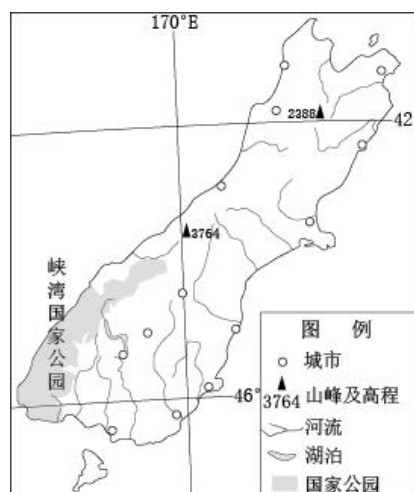 170°E
2388
42
3764
峡湾国家公园
46°
图 例
城市
3764 山峰及高程
河流
湖泊
国家公园